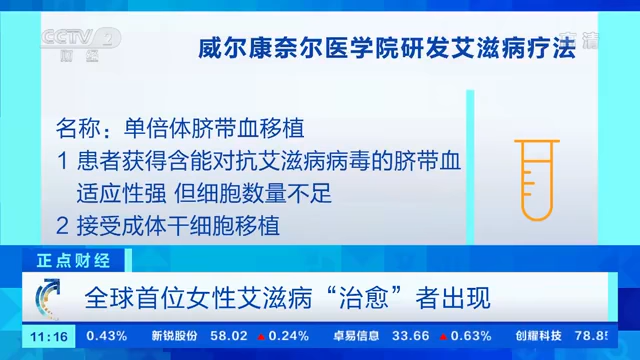 CCTV 2
财经
高清
威尔康奈尔医学院研发艾滋病疗法
名称：单倍体脐带血移植
1 患者获得含能对抗艾滋病病毒的脐带血
适应性强 但细胞数量不足
2 接受成体干细胞移植
正点财经
全球首位女性艾滋病“治愈”者出现
11:16 0.43% 新锐股份 58.02 ▲0.24% 卓易信息 33.66 ▲0.63% 创耀科技